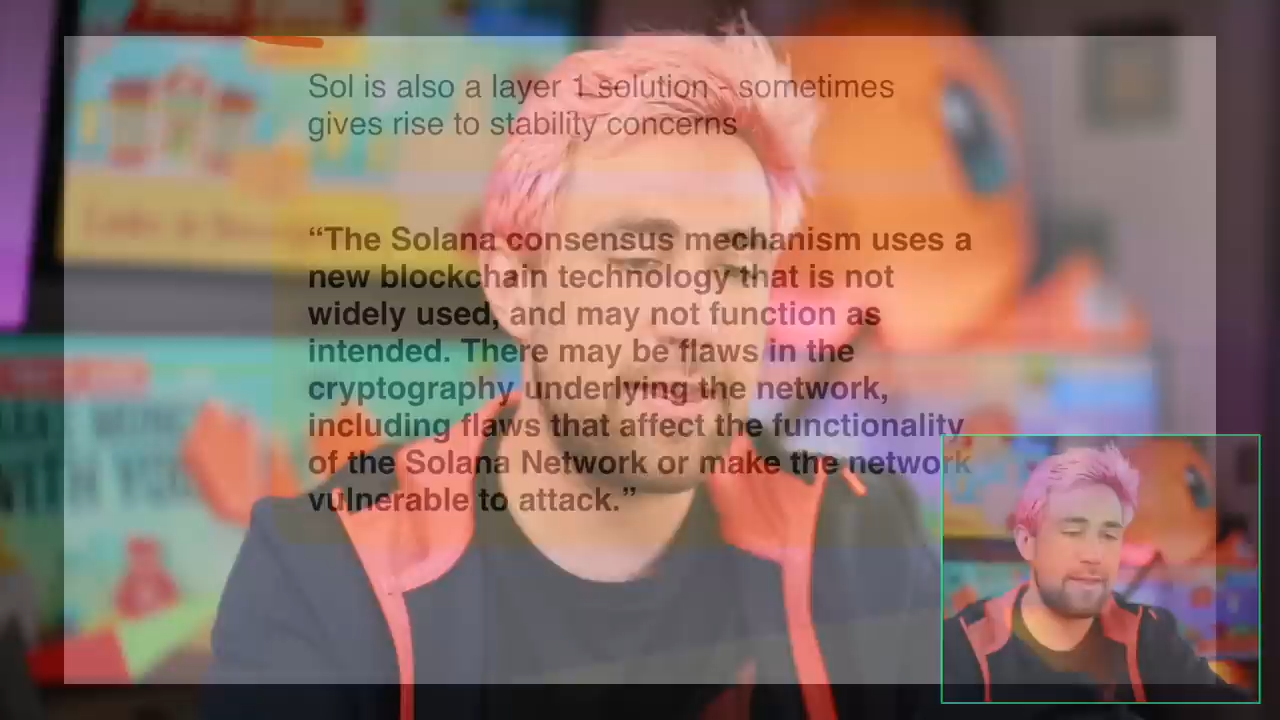 Sol is also a layer 1 solution - sometimes
gives rise to stability concerns
“The Solana consensus mechanism uses a
new blockchain technology that is not
widely used, and may not function as
intended. There may be flaws in the
cryptography underlying the network,
including flaws that affect the functionality
of the Solana Network or make the network
vulnerable to attack.”